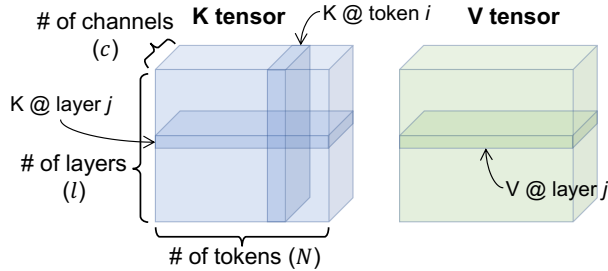 # of channels
(c)
K tensor
K @ token i
V tensor
K @ layer j
# of layers
(l)
V @ layer j
# of tokens (N)